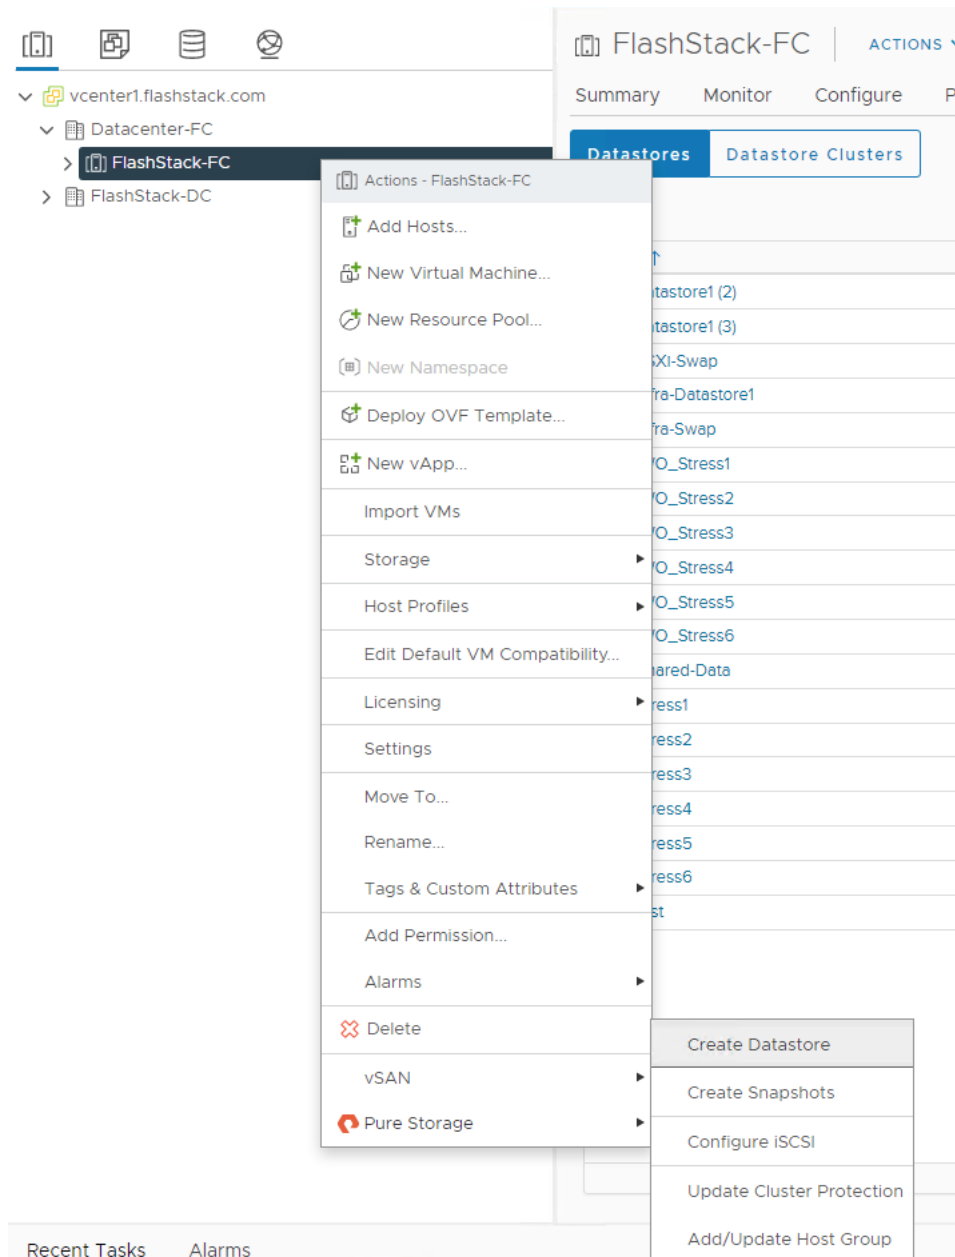 FlashStack-FC
ACTIONS
vcenter1.flashstack.com
Summary Monitor Configure P
Datacenter-FC
Datastores Datastore Clusters
FlashStack-FC
FlashStack-DC
Actions - FlashStack-FC
Add Hosts...
New Virtual Machine...
New Resource Pool...
New Namespace
Deploy OVF Template...
New vApp...
Import VMs
Storage
Host Profiles
Edit Default VM Compatibility...
Licensing
Settings
Move To...
Rename...
Tags & Custom Attributes
Add Permission...
Alarms
Delete
vSAN
Pure Storage
tastore1 (2)
tastore1 (3)
SXi-Swap
fra-Datastore1
fra-Swap
O_Stress1
O_Stress2
O_Stress3
O_Stress4
O_Stress5
O_Stress6
ared-Data
ress1
ress2
ress3
ress4
ress5
ress6
st
Create Datastore
Create Snapshots
Configure iSCSI
Update Cluster Protection
Add/Update Host Group
Recent Tasks Alarms